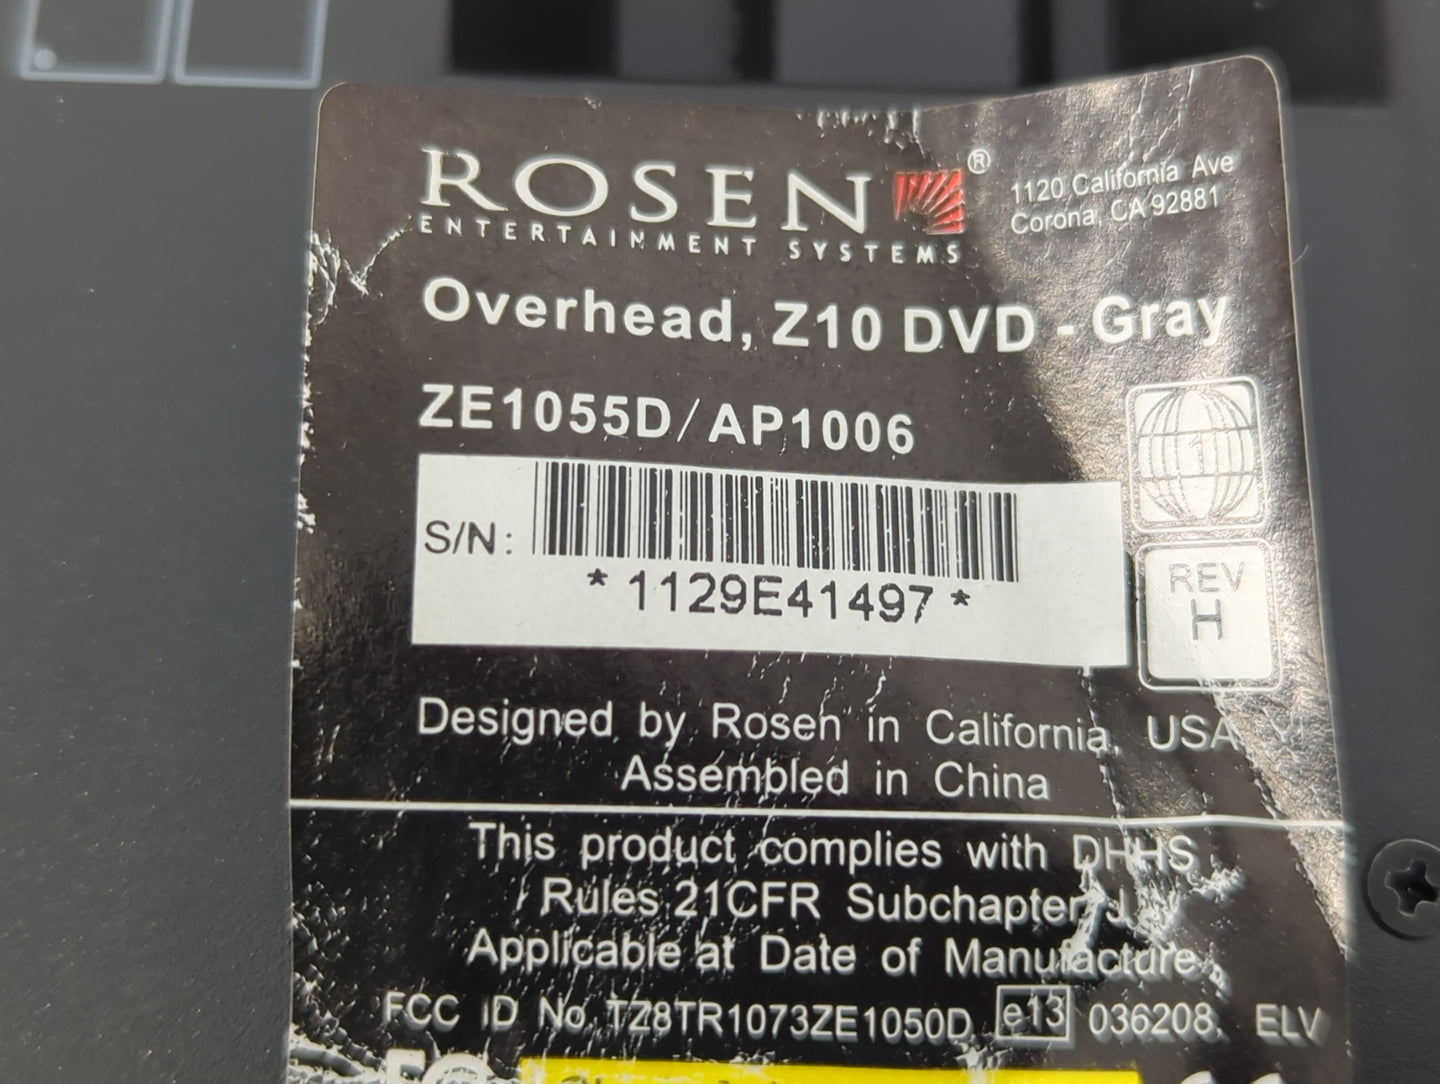 ROSEN®
ENTERTAINMENT SYSTEMS
1120 California Ave
Corona, CA 92881
Overhead, Z10 DVD - Gray
ZE1055D/AP1006
1
S/N:
*1129E41497*
REV
H
Designed by Rosen in California, USA
Assembled in China
This product complies with DHHS
Rules 21CFR Subchapter J
Applicable at Date of Manufacture.
FCC ID No TZ8TR1073ZE1050D e13 036208, ELV